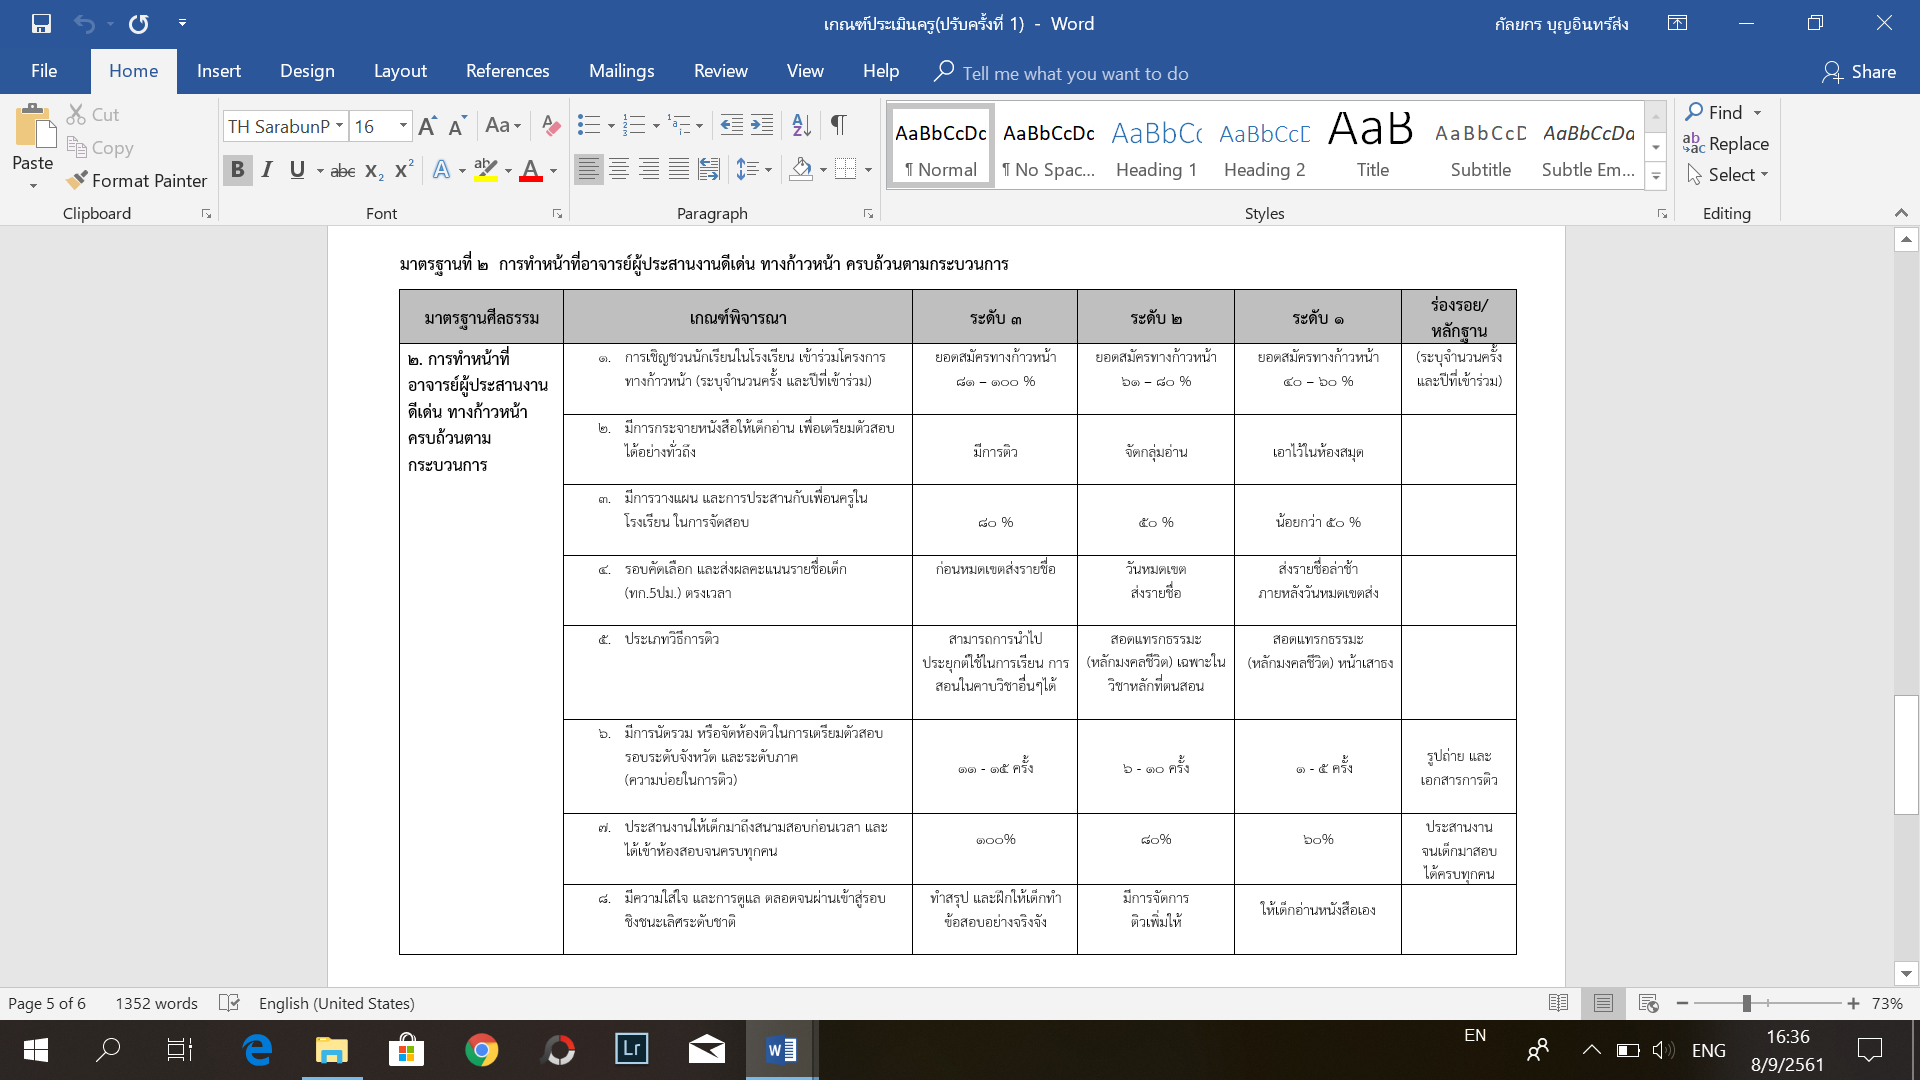 เกณฑ์ประเมินครู(ปรับครั้งที่ 1) - Word
กัลยกร บุญอินทร์ส่ง
File Home Insert Design Layout References Mailings Review View Help Tell me what you want to do Share
Paste
Cut
Copy
Format Painter
Clipboard
TH SarabunP 16
Font
Paragraph
AaBbCcDc AaBbCcDc AaBbCc AaBbCcC AaB AaBbCcD AaBbCcDa
¶ Normal ¶ No Spac... Heading 1 Heading 2 Title Subtitle Subtle Em...
Styles
Find
Replace
Select
Editing
มาตรฐานที่ ๒ การทำหน้าที่อาจารย์ผู้ประสานงานดีเด่น ทางก้าวหน้า ครบถ้วนตามกระบวนการ
มาตรฐานศีลธรรม เกณฑ์พิจารณา ระดับ ๓ ระดับ ๒ ระดับ ๑ ร่องรอย/
หลักฐาน
๒. การทำหน้าที่
อาจารย์ผู้ประสานงาน
ดีเด่น ทางก้าวหน้า
ครบถ้วนตาม
กระบวนการ
๑. การเชิญชวนนักเรียนในโรงเรียน เข้าร่วมโครงการ
ทางก้าวหน้า (ระบุจำนวนครั้ง และปีที่เข้าร่วม)
ยอดสมัครทางก้าวหน้า
๘๑ – ๑๐๐ %
ยอดสมัครทางก้าวหน้า
๖๑ – ๘๐ %
ยอดสมัครทางก้าวหน้า
๔๐ – ๖๐ %
(ระบุจำนวนครั้ง
และปีที่เข้าร่วม)
๒. มีการกระจายหนังสือให้เด็กอ่าน เพื่อเตรียมตัวสอบ
ได้อย่างทั่วถึง
มีการติว
จัดกลุ่มอ่าน
เอาไว้ในห้องสมุด
๓. มีการวางแผน และการประสานกับเพื่อนครูใน
โรงเรียน ในการจัดสอบ
๘๐ %
๕๐ %
น้อยกว่า ๕๐ %
๔. รอบคัดเลือก และส่งผลคะแนนรายชื่อเด็ก
(ทก.5ปม.) ตรงเวลา
ก่อนหมดเขตส่งรายชื่อ
วันหมดเขต
ส่งรายชื่อ
ส่งรายชื่อล่าช้า
ภายหลังวันหมดเขตส่ง
๕. ประเภทวิธีการติว
สามารถการนำไป
ประยุกต์ใช้ในการเรียน การ
สอนในคาบวิชาอื่นๆได้
สอดแทรกธรรมะ
(หลักมงคลชีวิต) เฉพาะใน
วิชาหลักที่ตนสอน
สอดแทรกธรรมะ
(หลักมงคลชีวิต) หน้าเสาธง
๖. มีการนัดรวม หรือจัดห้องติวในการเตรียมตัวสอบ
รอบระดับจังหวัด และระดับภาค
(ความบ่อยในการติว)
๑๑ - ๑๕ ครั้ง
๖ - ๑๐ ครั้ง
๑ - ๕ ครั้ง
รูปถ่าย และ
เอกสารการติว
๗. ประสานงานให้เด็กมาถึงสนามสอบก่อนเวลา และ
ได้เข้าห้องสอบจนครบทุกคน
๑๐๐%
๘๐%
๖๐%
ประสานงาน
จนเด็กมาสอบ
ได้ครบทุกคน
๘. มีความใส่ใจ และการดูแล ตลอดจนผ่านเข้าสู่รอบ
ชิงชนะเลิศระดับชาติ
ทำสรุป และฝึกให้เด็กทำ
ข้อสอบอย่างจริงจัง
มีการจัดการ
ติวเพิ่มให้
ให้เด็กอ่านหนังสือเอง
Page 5 of 6 1352 words English (United States) 73%
EN
ENG
16:36
8/9/2561